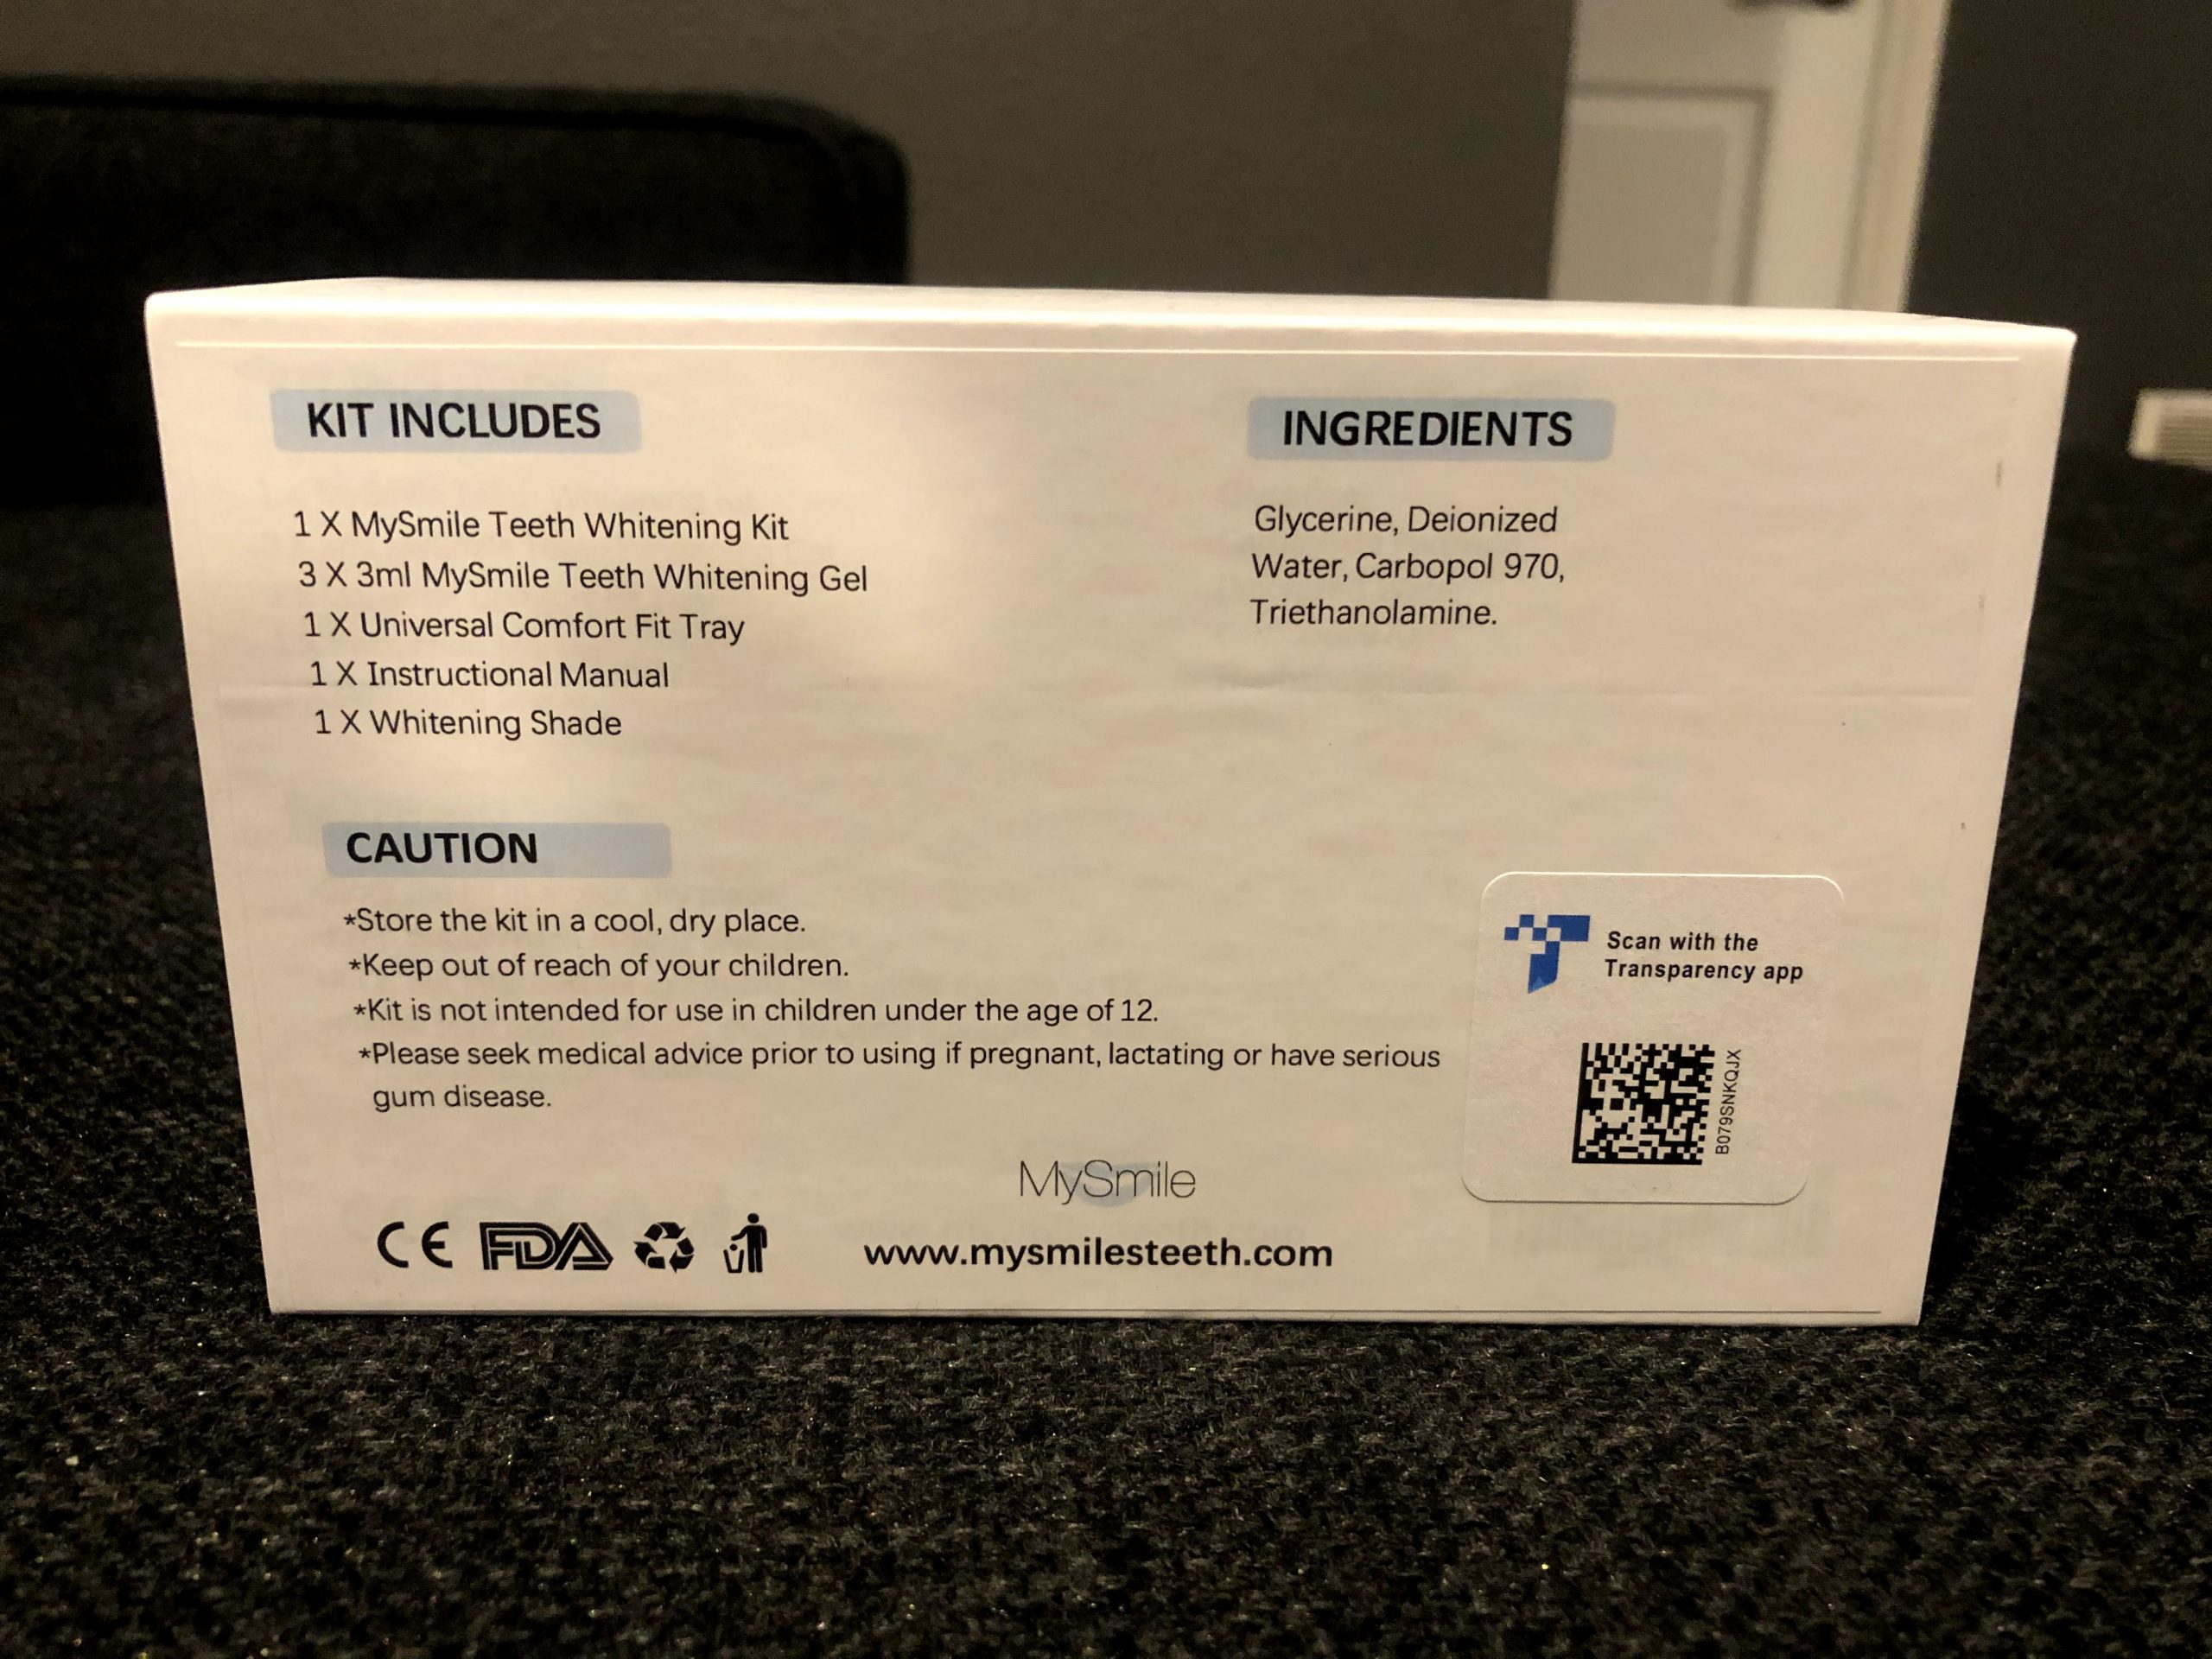 KIT INCLUDES
1 X MySmile Teeth Whitening Kit
3 X 3ml MySmile Teeth Whitening Gel
1 X Universal Comfort Fit Tray
1 X Instructional Manual
1 X Whitening Shade
INGREDIENTS
Glycerine, Deionized
Water, Carbopol 970,
Triethanolamine.
CAUTION
*Store the kit in a cool, dry place.
*Keep out of reach of your children.
*Kit is not intended for use in children under the age of 12.
*Please seek medical advice prior to using if pregnant, lactating or have serious
gum disease.
Scan with the
Transparency app
B079SNKQJX
MySmile
CE FDA
www.mysmilesteeth.com